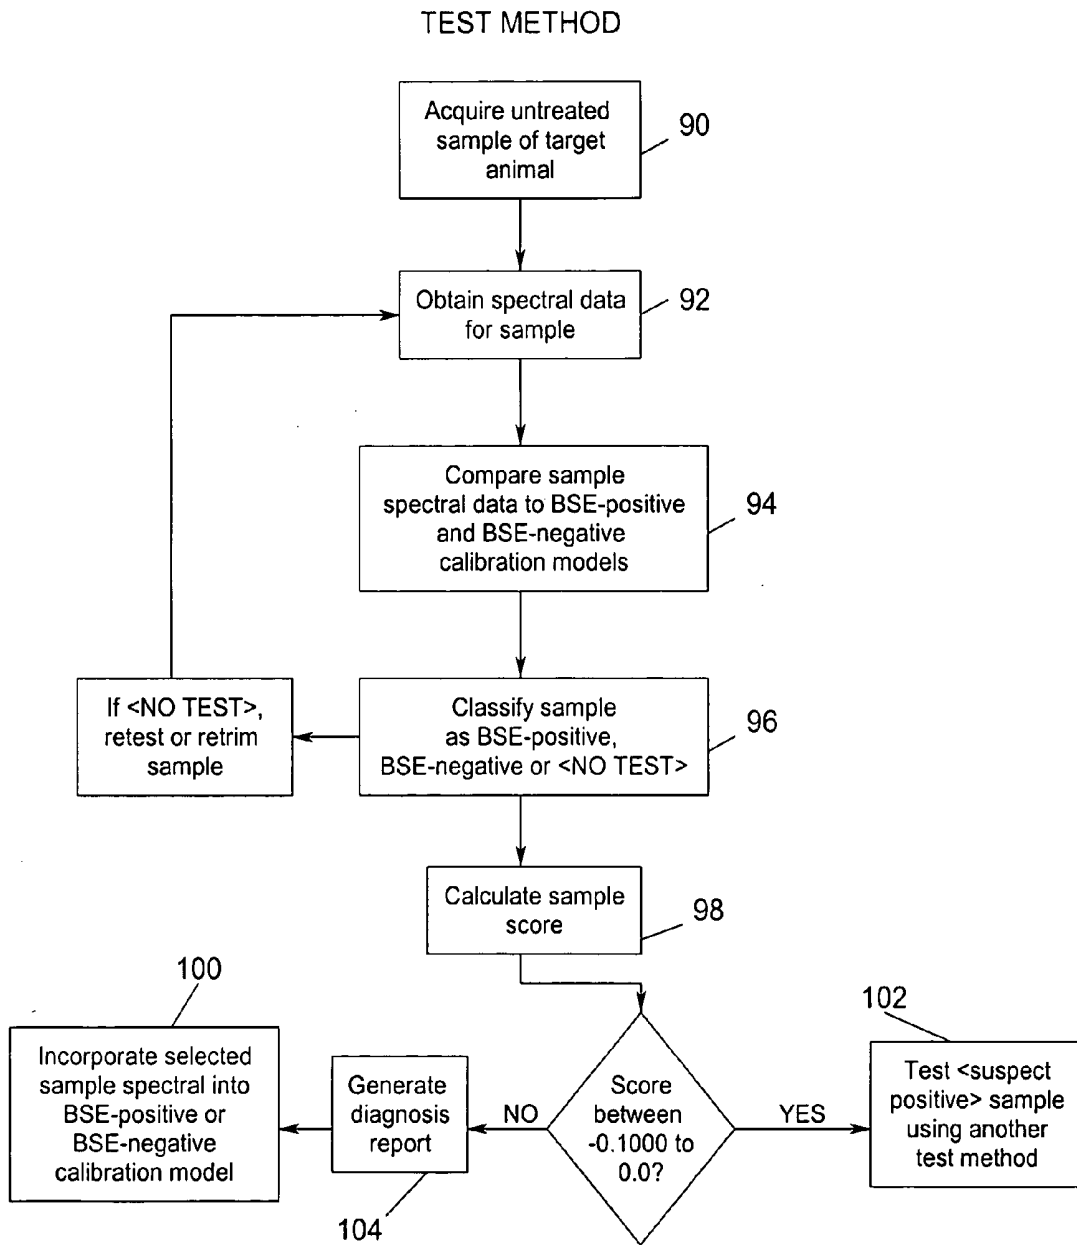 TEST METHOD
Acquire untreated
sample of target
animal
90
Obtain spectral data
for sample
92
Compare sample
spectral data to BSE-positive
and BSE-negative
calibration models
94
If <NO TEST>,
retest or retrim
sample
Classify sample
as BSE-positive,
BSE-negative or <NO TEST>
96
Calculate sample
score
98
100
Incorporate selected
sample spectral into
BSE-positive or
BSE-negative
calibration model
Generate
diagnosis
report
104
NO
Score
between
-0.1000 to
0.0?
YES
102
Test <suspect
positive> sample
using another
test method